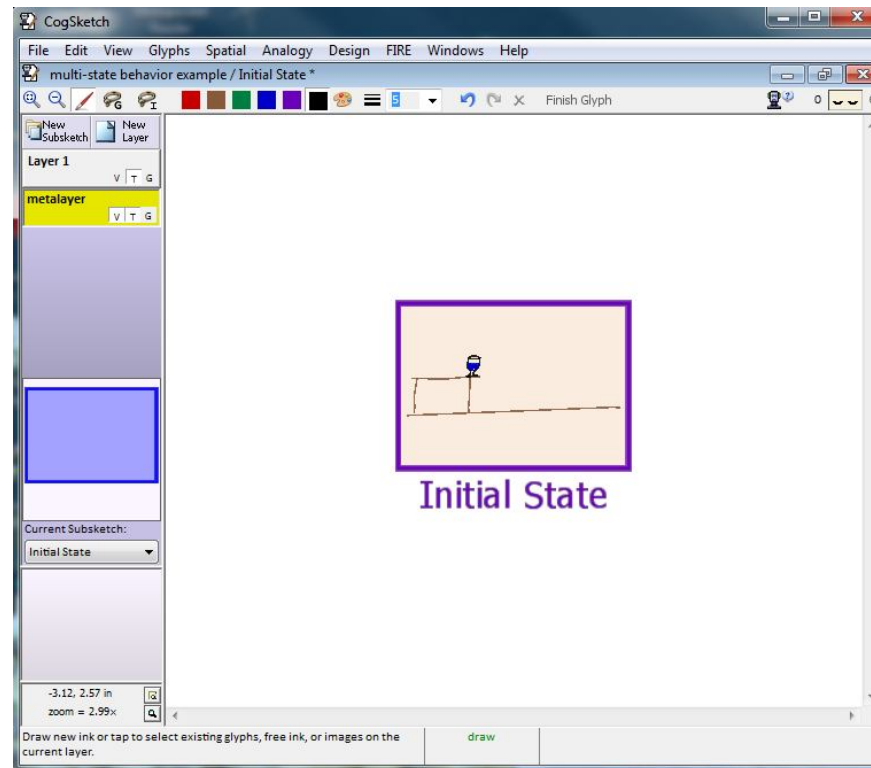 CogSketch
File Edit View Glyphs Spatial Analogy Design FIRE Windows Help
multi-state behavior example / Initial State *
G I 5 Finish Glyph 0
New Subsketch New Layer
Layer 1
V T G
metalayer
V T G
Initial State
Current Subsketch:
Initial State
-3.12, 2.57 in
zoom = 2.99×
Draw new ink or tap to select existing glyphs, free ink, or images on the
current layer.
draw